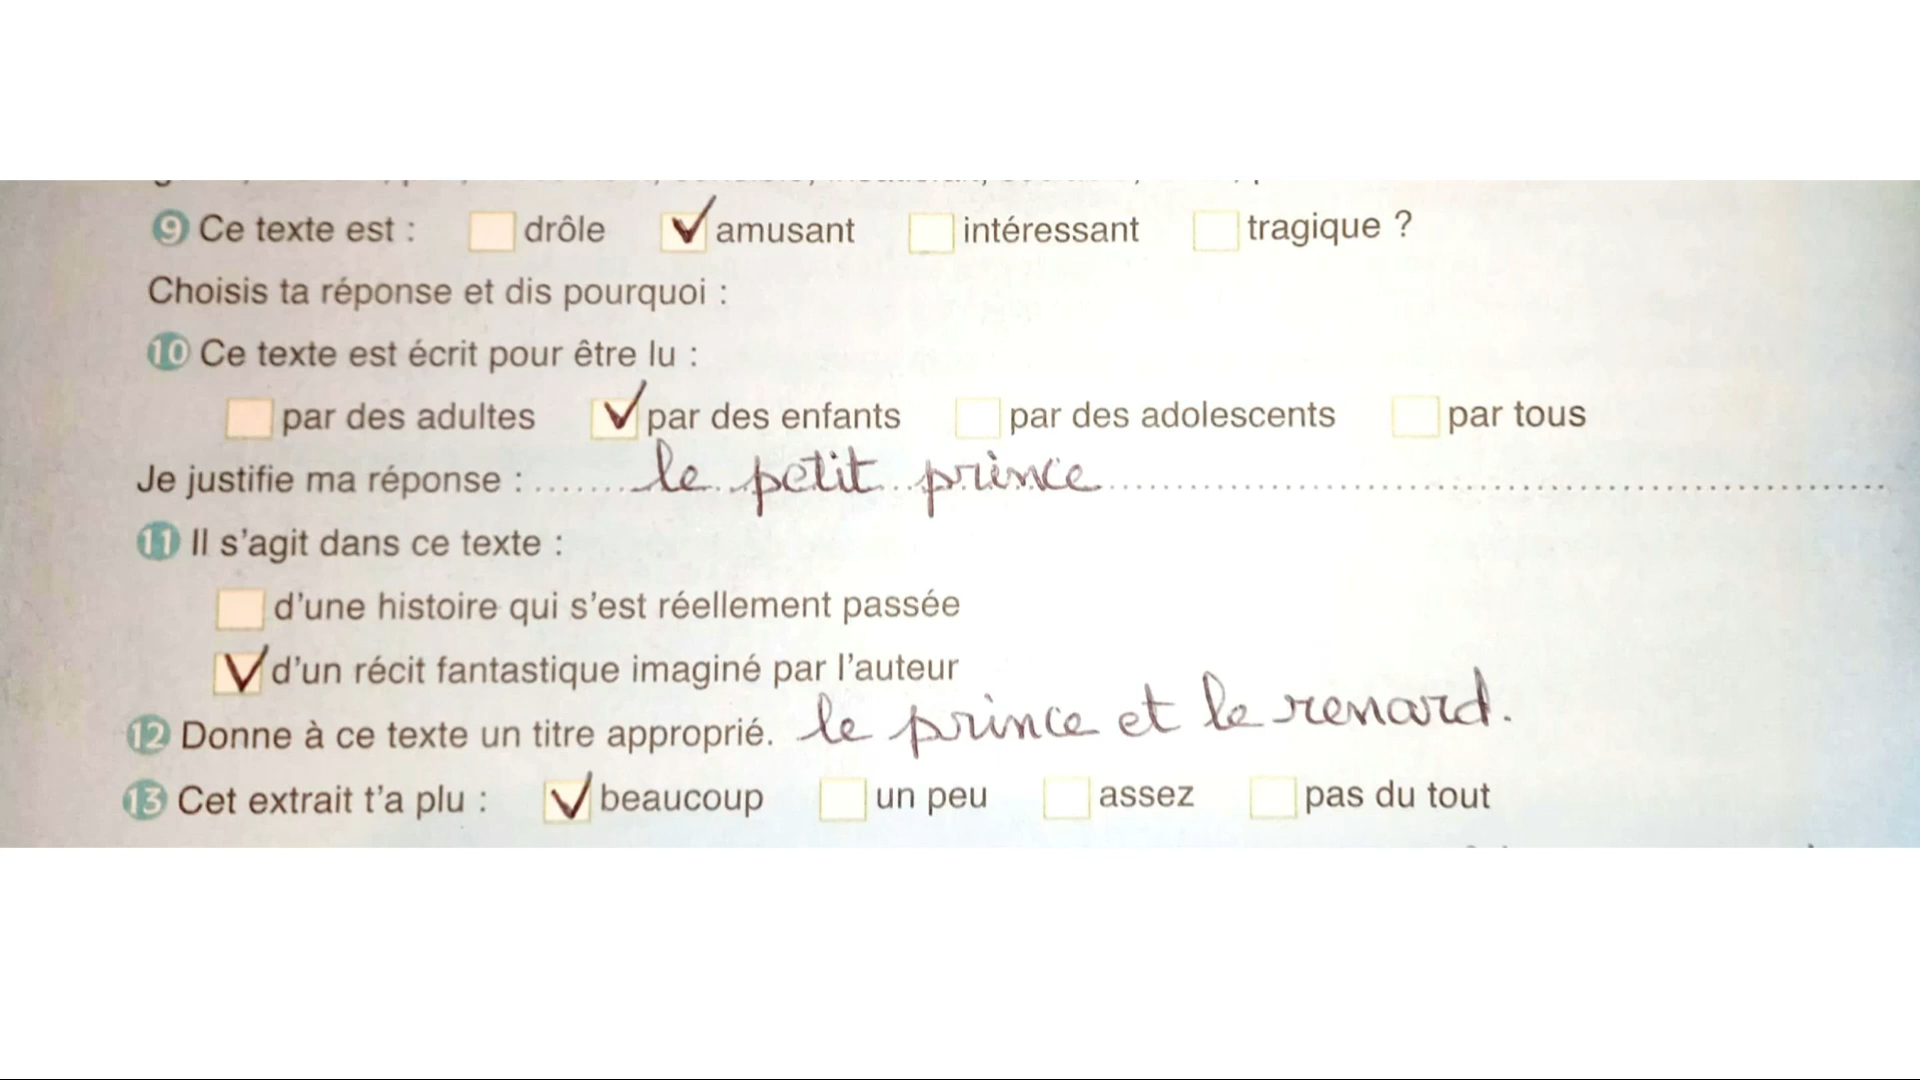 9 Ce texte est : drôle amusant intéressant tragique ?
Choisis ta réponse et dis pourquoi :
10 Ce texte est écrit pour être lu :
par des adultes par des enfants par des adolescents par tous
Je justifie ma réponse : le petit prince
11 Il s'agit dans ce texte :
d'une histoire qui s'est réellement passée
d'un récit fantastique imaginé par l'auteur
12 Donne à ce texte un titre approprié. le prince et le renard.
13 Cet extrait t'a plu : beaucoup un peu assez pas du tout